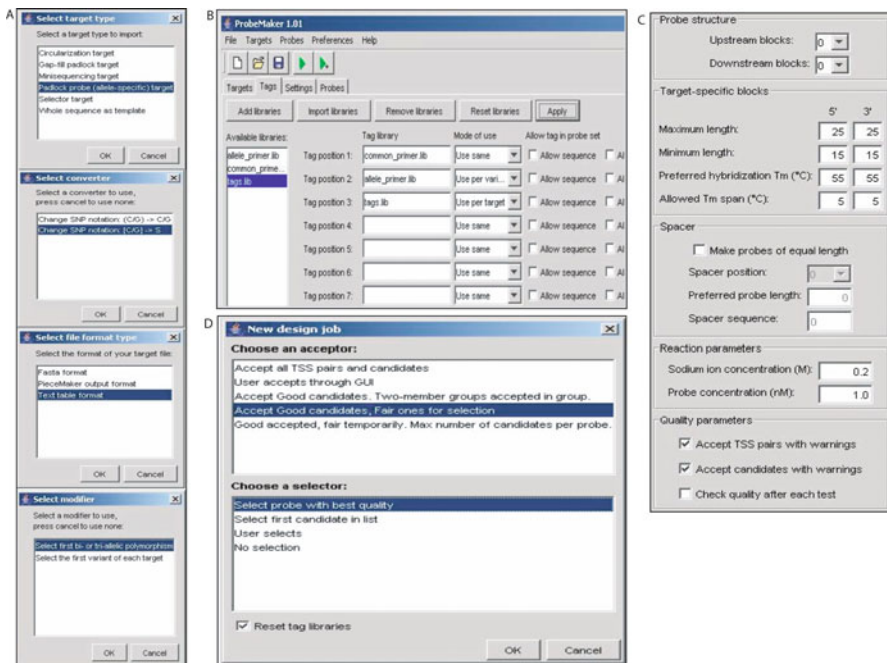 A
Select target type
Select a target type to import:
Circularization target
Gap-fill padlock target
Minisequencing target
Padlock probe (allele-specific) target
Selector target
Whole sequence as template
OK Cancel
Select converter
Select a converter to use,
press cancel to use none:
Change SNP notation: (C/G) -> C/G
Change SNP notation: [C/G] -> S
OK Cancel
Select file format type
Select the format of your target file:
Fasta format
PieceMaker output format
Text table format
OK Cancel
Select modifier
Select a modifier to use,
press cancel to use none:
Select first bi- or tri-allelic polymorphism
Select the first variant of each target
OK Cancel
B
ProbeMaker 1.01
File Targets Probes Preferences Help
Targets Tags Settings Probes
Add libraries Import libraries Remove libraries Reset libraries Apply
Available libraries: Tag library Mode of use Allow tag in probe set
allele_primer.lib Tag position 1: common_primer.lib Use same Allow sequence Al
common_prime...
tags.lib Tag position 2: allele_primer.lib Use per vari... Allow sequence Al
Tag position 3: tags.lib Use per target Allow sequence Al
Tag position 4: Use same Allow sequence Al
Tag position 5: Use same Allow sequence Al
Tag position 6: Use same Allow sequence Al
Tag position 7: Use same Allow sequence Al
C
Probe structure
Upstream blocks: 0
Downstream blocks: 0
Target-specific blocks
5' 3'
Maximum length: 25 25
Minimum length: 15 15
Preferred hybridization Tm (°C): 55 55
Allowed Tm span (°C): 5 5
Spacer
Make probes of equal length
Spacer position: 0
Preferred probe length: 0
Spacer sequence: 0
Reaction parameters
Sodium ion concentration (M): 0.2
Probe concentration (nM): 1.0
Quality parameters
Accept TSS pairs with warnings
Accept candidates with warnings
Check quality after each test
D
New design job
Choose an acceptor:
Accept all TSS pairs and candidates
User accepts through GUI
Accept Good candidates. Two-member groups accepted in group.
Accept Good candidates, Fair ones for selection
Good accepted, fair temporarily. Max number of candidates per probe.
Choose a selector:
Select probe with best quality
Select first candidate in list
User selects
No selection
Reset tag libraries
OK Cancel